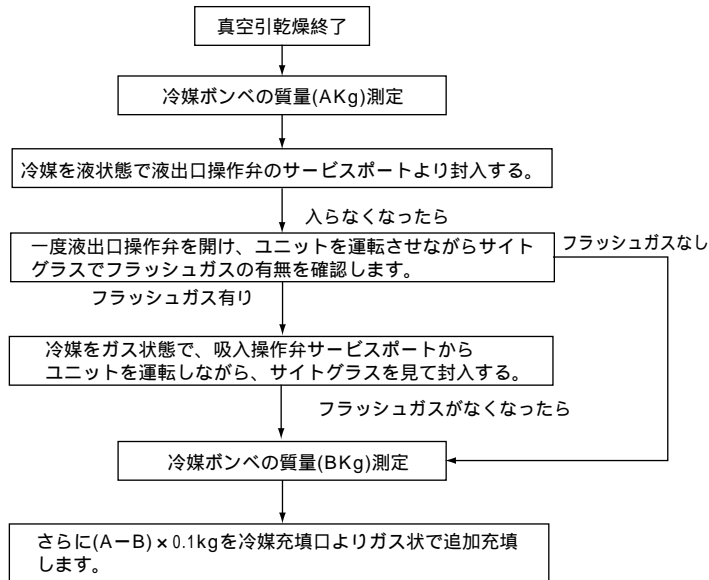 真空引乾燥終了
冷媒ボンベの質量(AKg)測定
冷媒を液状態で液出口操作弁のサービスポートより封入する。
入らなくなったら
一度液出口操作弁を開け、ユニットを運転させながらサイト
グラスでフラッシュガスの有無を確認します。
フラッシュガスなし
フラッシュガス有り
冷媒をガス状態で、吸入操作弁サービスポートから
ユニットを運転しながら、サイトグラスを見て封入する。
フラッシュガスがなくなったら
冷媒ボンベの質量(BKg)測定
さらに(A－B)×0.1kgを冷媒充填口よりガス状で追加充填
します。